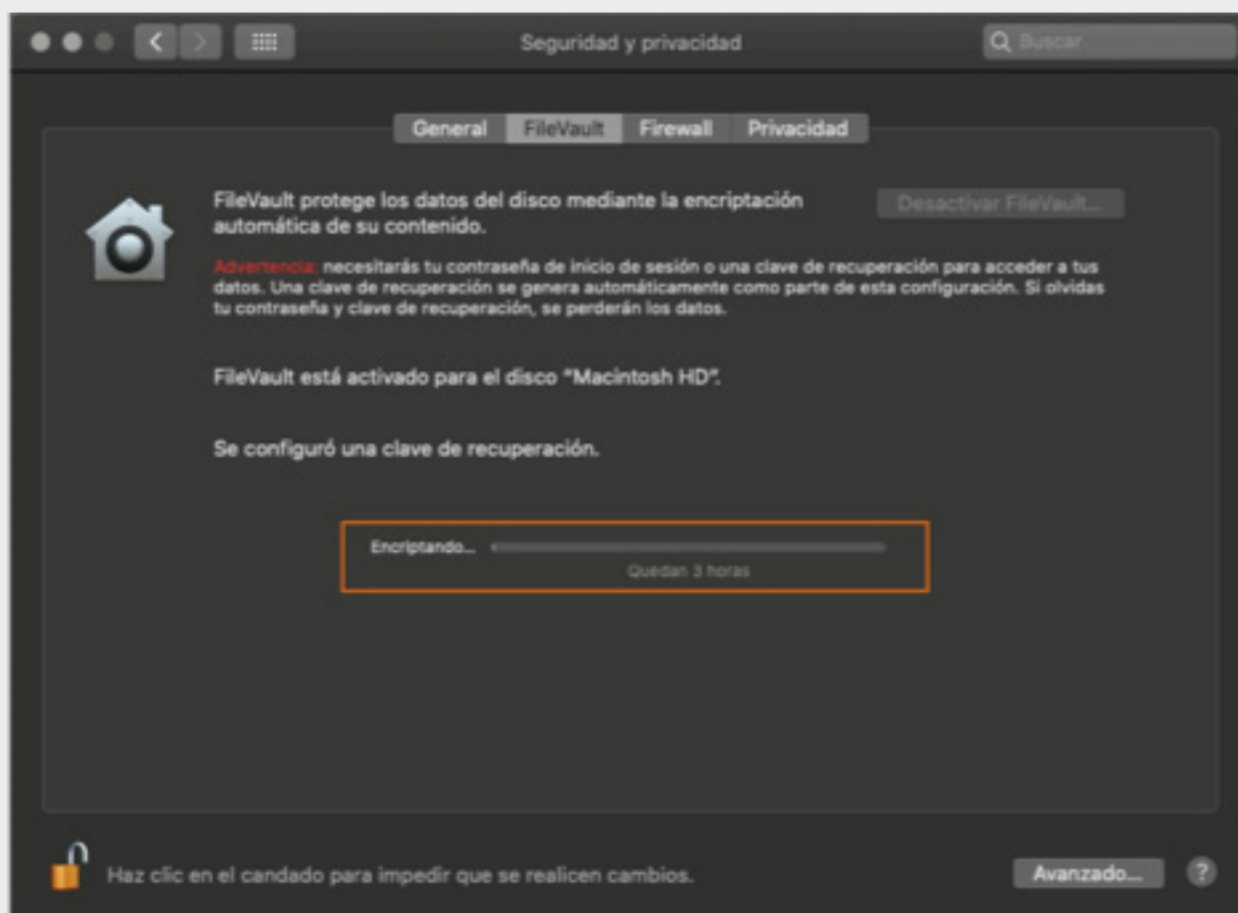 Seguridad y privacidad
Buscar
General
FileVault
Firewall
Privacidad
FileVault protege los datos del disco mediante la encriptación
automática de su contenido.
Desactivar FileVault...
Advertencia: necesitarás tu contraseña de inicio de sesión o una clave de recuperación para acceder a tus
datos. Una clave de recuperación se genera automáticamente como parte de esta configuración. Si olvidas
tu contraseña y clave de recuperación, se perderán los datos.
FileVault está activado para el disco “Macintosh HD”.
Se configuró una clave de recuperación.
Encriptando...
Quedan 3 horas
Haz clic en el candado para impedir que se realicen cambios.
Avanzado...
?